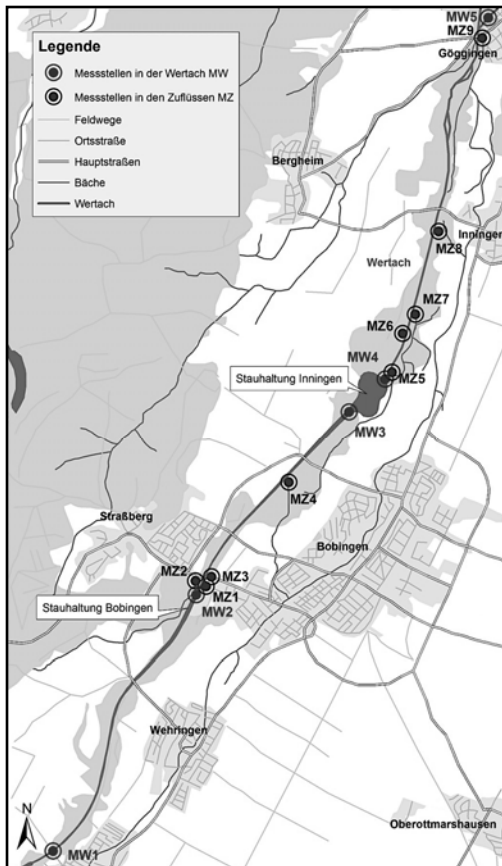 Legende
Messstellen in der Wertach MW
Messstellen in den Zuflüssen MZ
Feldwege
Ortsstraße
Hauptstraßen
Bäche
Wertach
MW5
MZ9
Göggingen
Bergheim
Inningen
MZ8
Wertach
MZ7
MZ6
MW4
Stauhaltung Inningen
MZ5
MW3
MZ4
Straßberg
Bobingen
MZ2
MZ3
MZ1
Stauhaltung Bobingen
MW2
Wehringen
N
Oberottmarshausen
MW1